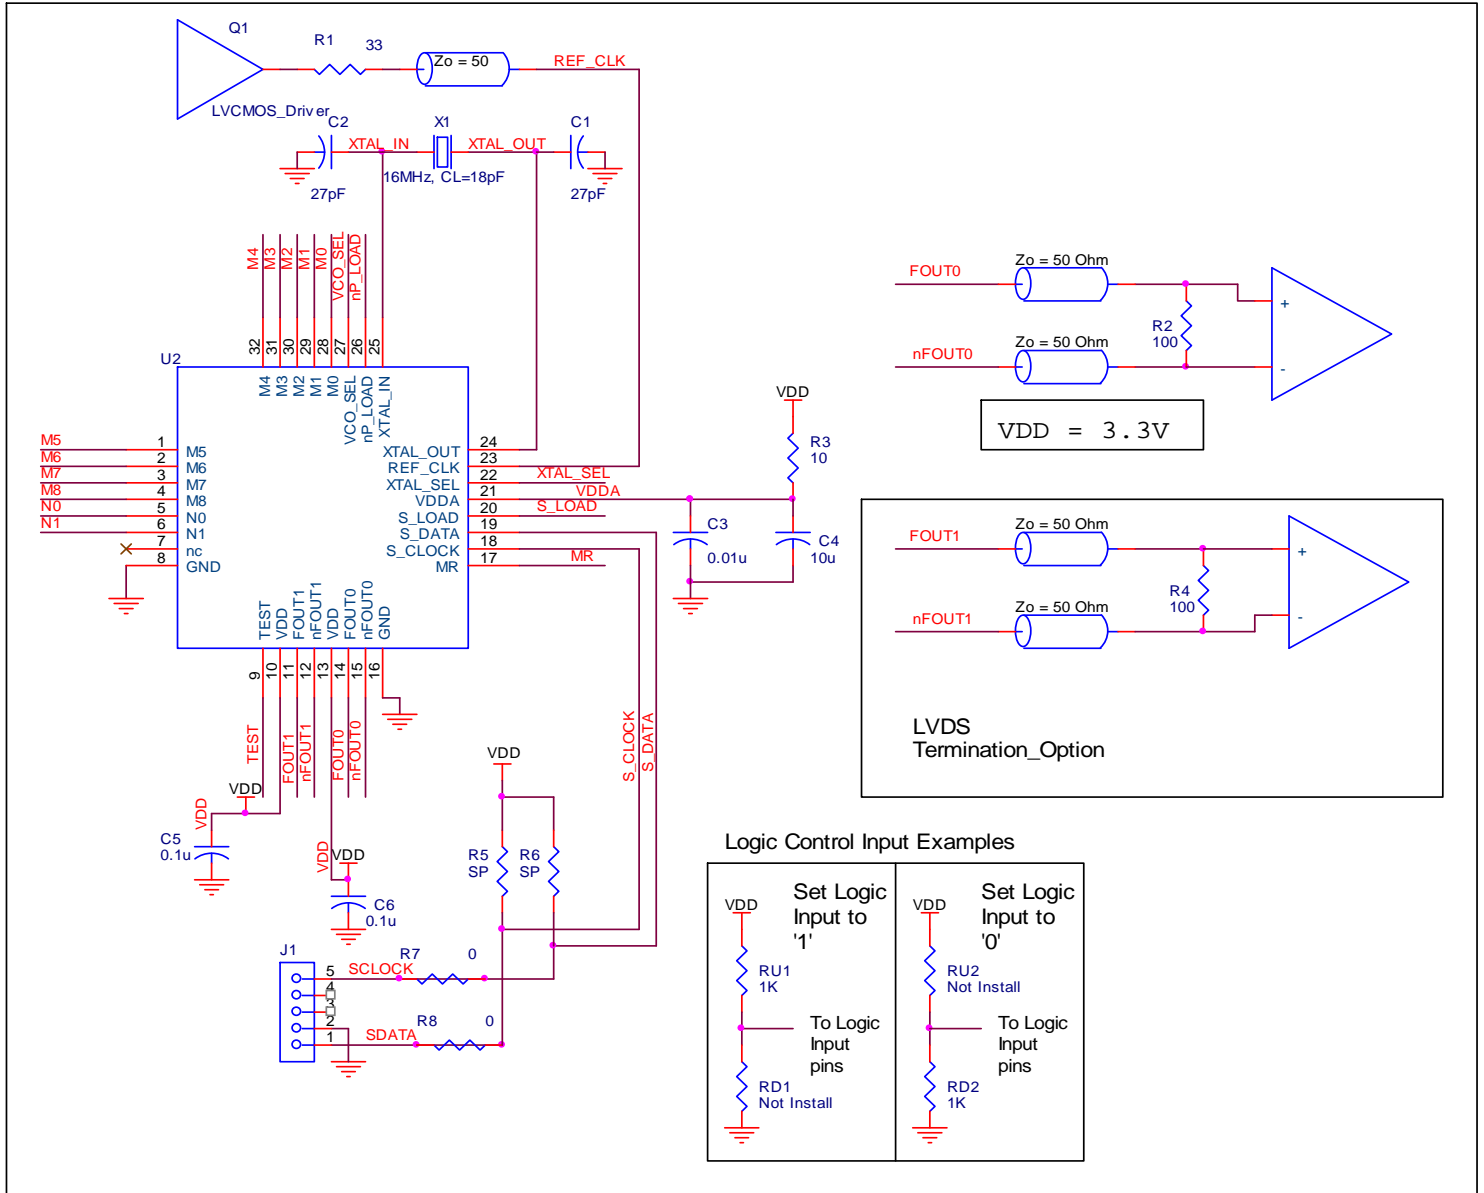 Q1
R1
33
Zo = 50
REF_CLK
LVCMOS_Driver
C2
X1
C1
XTAL_IN
XTAL_OUT
16MHz, CL=18pF
27pF
27pF
M4
M3
M2
M1
M0
VCO_SEL
nP_LOAD
32
31
30
29
28
27
26
25
U2
M4
M3
M2
M1
M0
VCO_SEL
nP_LOAD
XTAL_IN
M5
M6
M7
M8
N0
N1
1
2
3
4
5
6
7
8
M5
M6
M7
M8
N0
N1
nc
GND
XTAL_OUT
REF_CLK
XTAL_SEL
VDDA
S_LOAD
S_DATA
S_CLOCK
MR
24
23
22
21
20
19
18
17
XTAL_SEL
VDDA
S_LOAD
MR
VDD
R3
10
C3
0.01u
C4
10u
TEST
VDD
FOUT1
nFOUT1
VDD
FOUT0
nFOUT0
GND
9
10
11
12
13
14
15
16
TEST
FOUT1
nFOUT1
FOUT0
nFOUT0
S_CLOCK
S_DATA
VDD
VDD
C5
0.1u
VDD
VDD
C6
0.1u
VDD
R5
SP
R6
SP
J1
5
4
3
2
1
SCLOCK
R7
0
SDATA
R8
0
FOUT0
Zo = 50 Ohm
nFOUT0
Zo = 50 Ohm
R2
100
+
-
VDD = 3.3V
FOUT1
Zo = 50 Ohm
nFOUT1
Zo = 50 Ohm
R4
100
+
-
LVDS
Termination_Option
Logic Control Input Examples
Set Logic
Input to
'1'
VDD
RU1
1K
To Logic
Input
pins
RD1
Not Install
Set Logic
Input to
'0'
VDD
RU2
Not Install
To Logic
Input
pins
RD2
1K